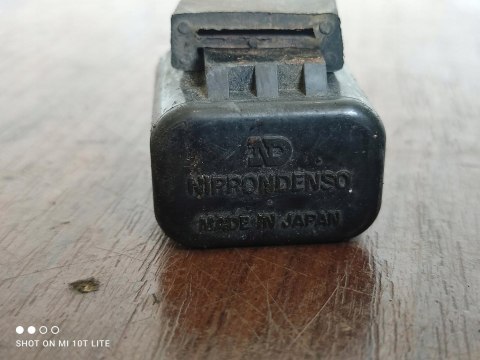 ND
NIPPONDENSO
MADE IN JAPAN
SHOT ON MI 10T LITE